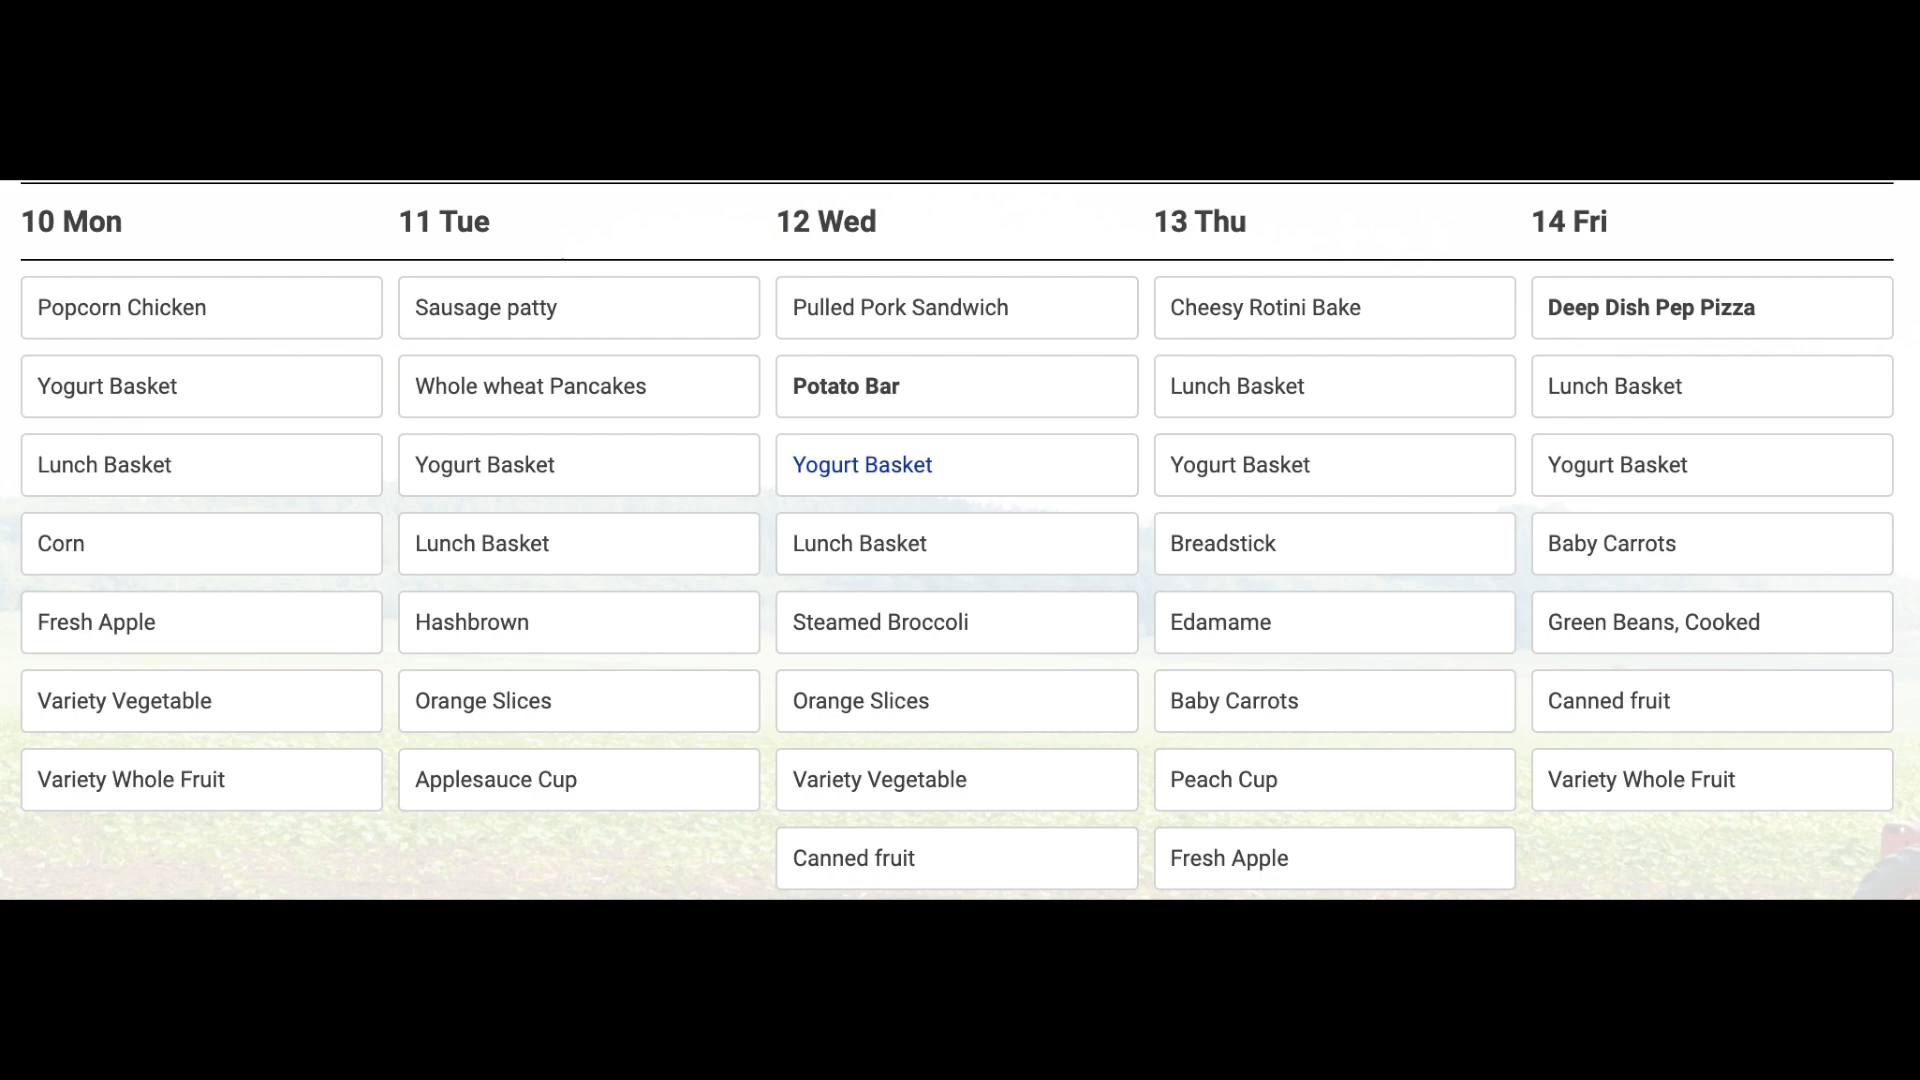 10 Mon
Popcorn Chicken
Yogurt Basket
Lunch Basket
Corn
Fresh Apple
Variety Vegetable
Variety Whole Fruit
11 Tue
Sausage patty
Whole wheat Pancakes
Yogurt Basket
Lunch Basket
Hashbrown
Orange Slices
Applesauce Cup
12 Wed
Pulled Pork Sandwich
Potato Bar
Yogurt Basket
Lunch Basket
Steamed Broccoli
Orange Slices
Variety Vegetable
Canned fruit
13 Thu
Cheesy Rotini Bake
Lunch Basket
Yogurt Basket
Breadstick
Edamame
Baby Carrots
Peach Cup
Fresh Apple
14 Fri
Deep Dish Pep Pizza
Lunch Basket
Yogurt Basket
Baby Carrots
Green Beans, Cooked
Canned fruit
Variety Whole Fruit